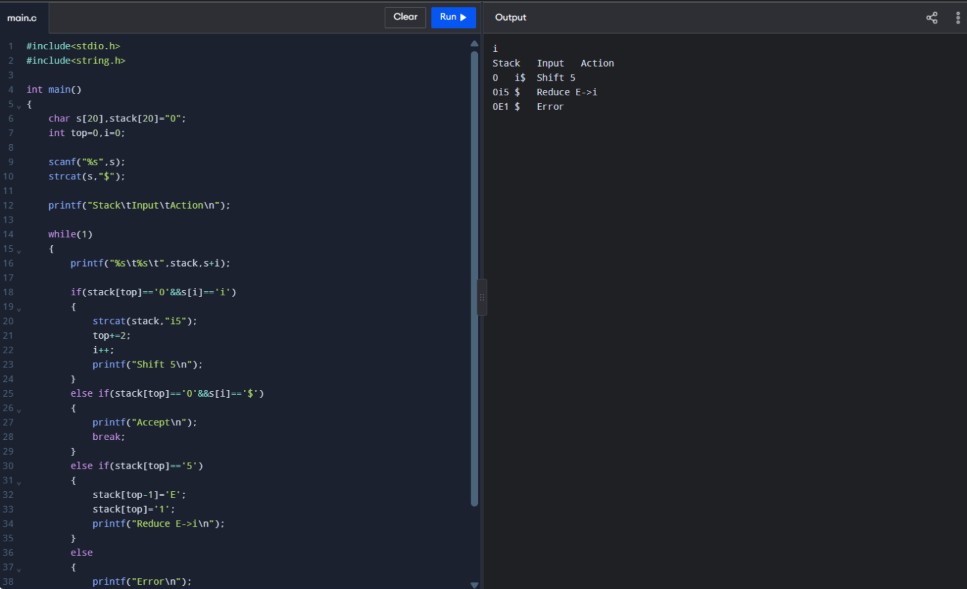 main.c
Clear
Run
Output
1 #include<stdio.h>
2 #include<string.h>
3
4 int main()
5 {
6 char s[20],stack[20]="0";
7 int top=0,i=0;
8
9 scanf("%s",s);
10 strcat(s,"$");
11
12 printf("Stack\tInput\tAction\n");
13
14 while(1)
15 {
16 printf("%s\t%s\t",stack,s+i);
17
18 if(stack[top]=='0'&&s[i]=='i')
19 {
20 strcat(stack,"i5");
21 top+=2;
22 i++;
23 printf("Shift 5\n");
24 }
25 else if(stack[top]=='0'&&s[i]=='$')
26 {
27 printf("Accept\n");
28 break;
29 }
30 else if(stack[top]=='5')
31 {
32 stack[top-1]='E';
33 stack[top]='1';
34 printf("Reduce E->i\n");
35 }
36 else
37 {
38 printf("Error\n");
i
Stack Input Action
0 i$ Shift 5
0i5 $ Reduce E->i
0E1 $ Error